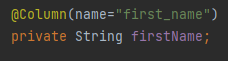 @Column(name="first_name")
private String firstName;